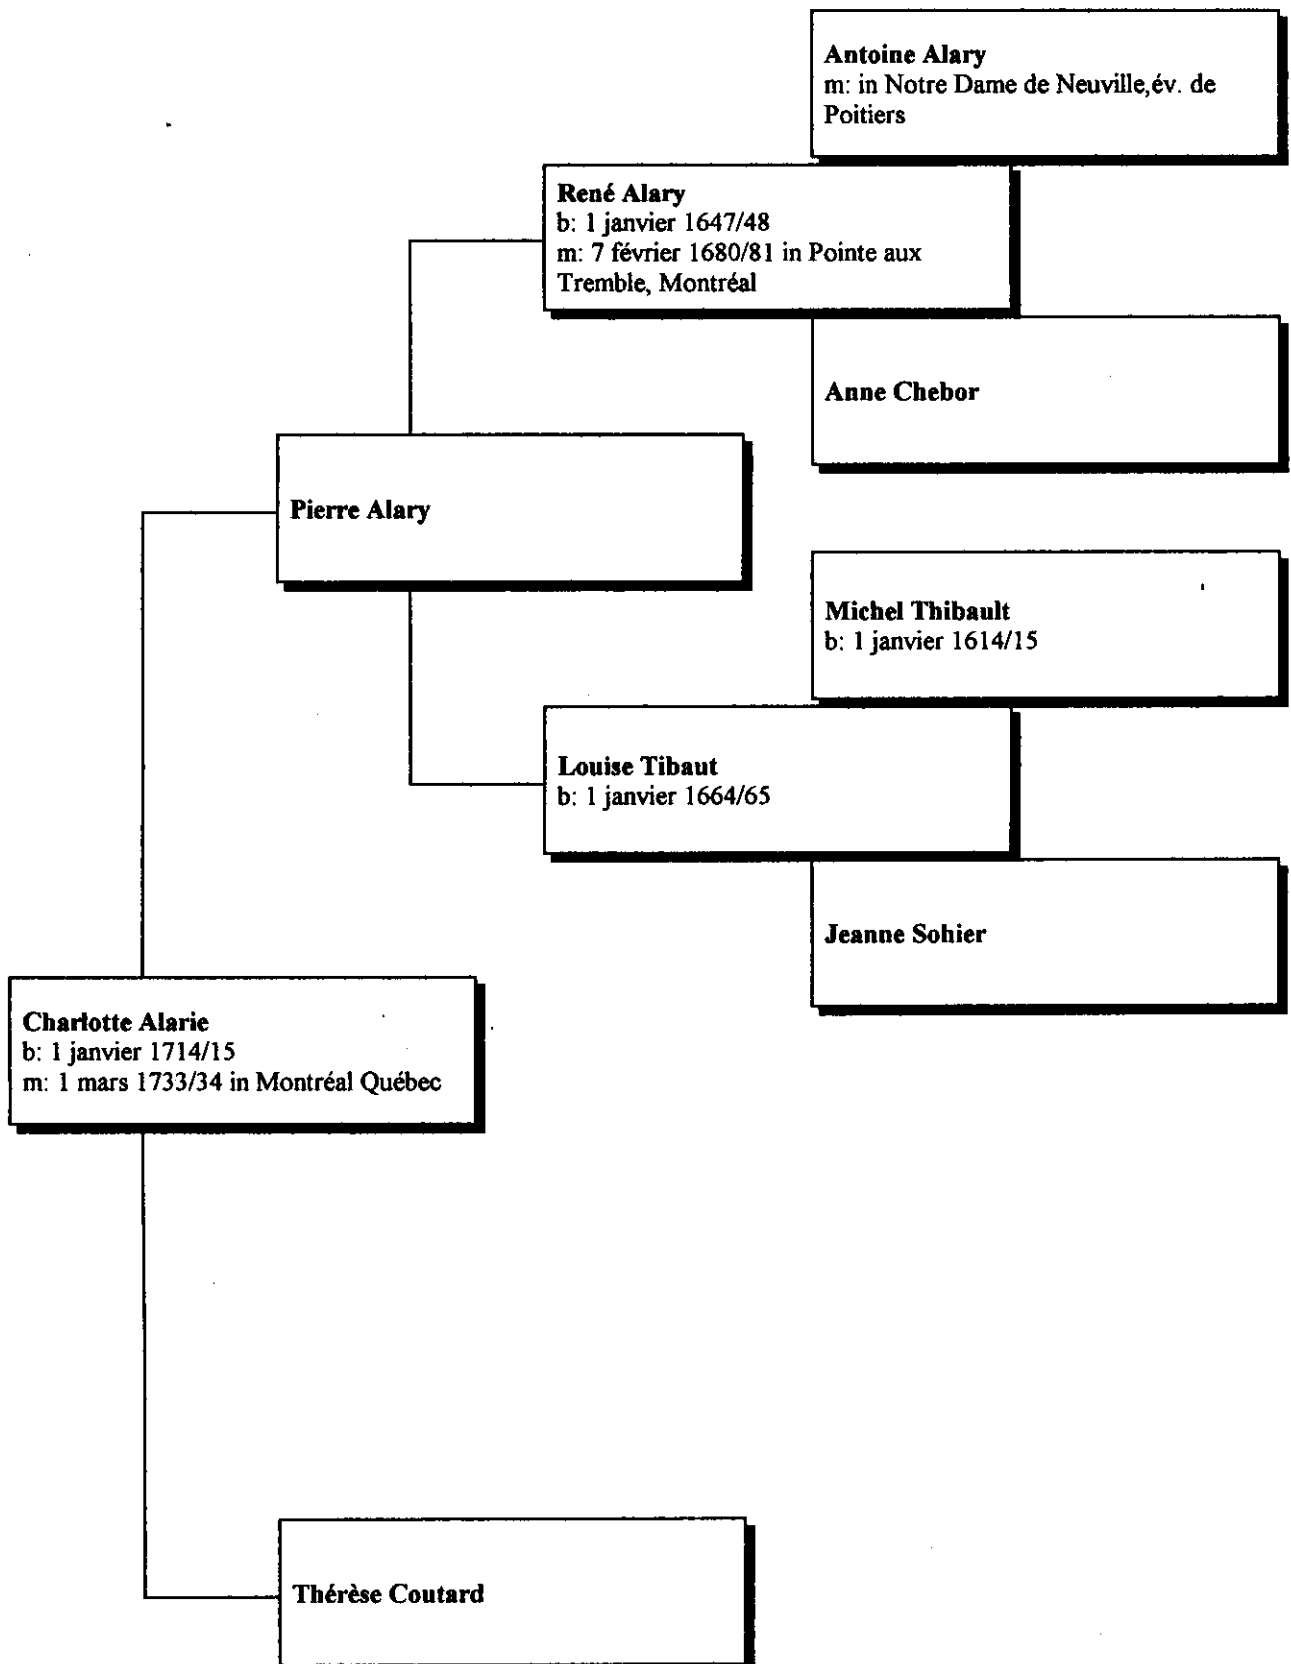 Antoine Alary
m: in Notre Dame de Neuville,év. de
Poitiers
René Alary
b: 1 janvier 1647/48
m: 7 février 1680/81 in Pointe aux
Tremble, Montréal
Anne Chebor
Pierre Alary
Michel Thibault
b: 1 janvier 1614/15
Louise Tibaut
b: 1 janvier 1664/65
Jeanne Sohier
Charlotte Alarie
b: 1 janvier 1714/15
m: 1 mars 1733/34 in Montréal Québec
Thérèse Coutard